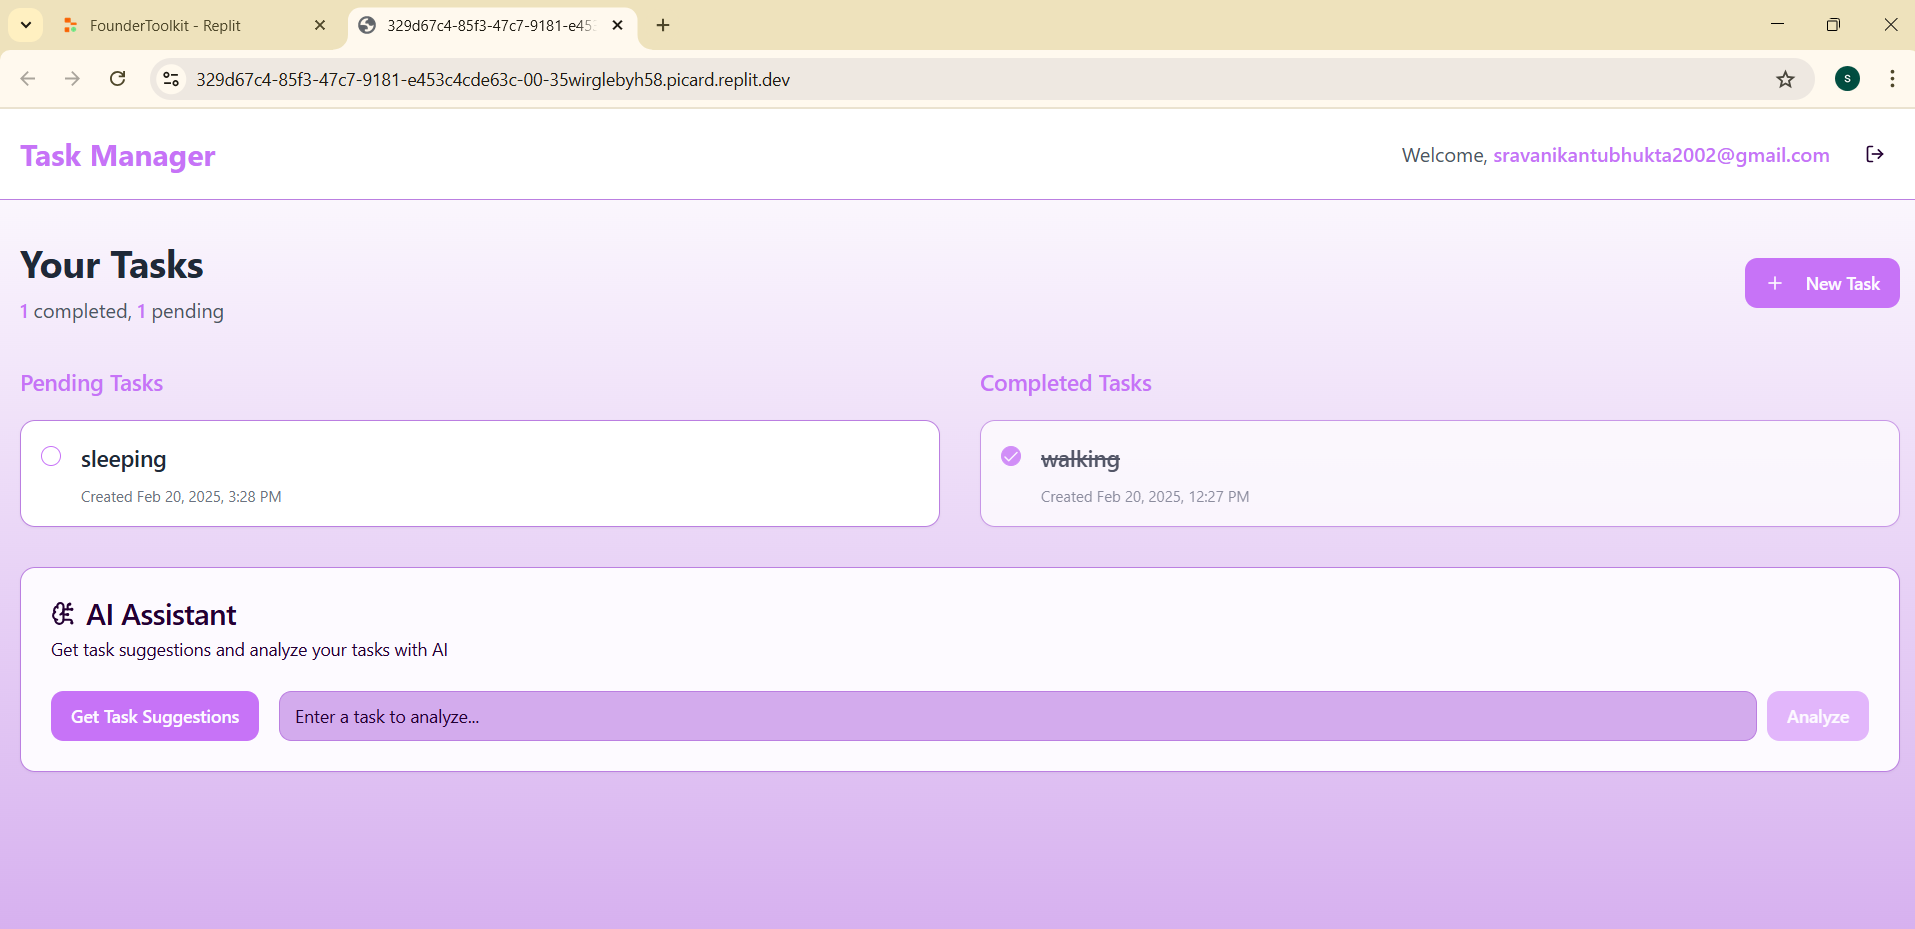 FounderToolkit - Replit
329d67c4-85f3-47c7-9181-e45
329d67c4-85f3-47c7-9181-e453c4cde63c-00-35wirglebyh58.picard.replit.dev
S
Task Manager
Welcome, sravanikantubhukta2002@gmail.com
Your Tasks
1 completed, 1 pending
New Task
Pending Tasks
Completed Tasks
sleeping
Created Feb 20, 2025, 3:28 PM
walking
Created Feb 20, 2025, 12:27 PM
AI Assistant
Get task suggestions and analyze your tasks with AI
Get Task Suggestions
Enter a task to analyze...
Analyze